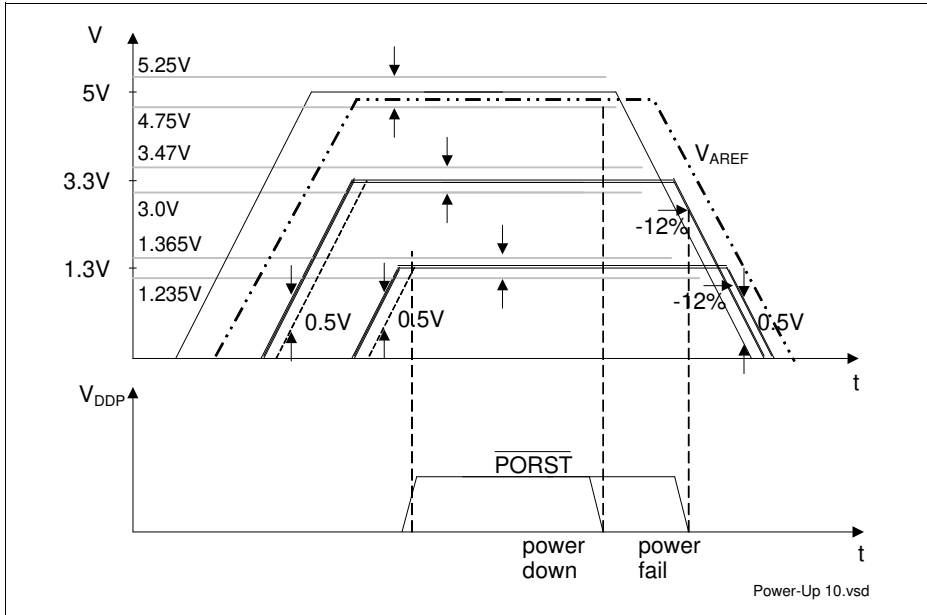 V
5.25V
5V
4.75V
3.47V
VAREF
3.3V
3.0V
-12%
1.365V
1.3V
1.235V
-12%
0.5V
0.5V
0.5V
t
VDDP
PORST
power down
power fail
t
Power-Up 10.vsd